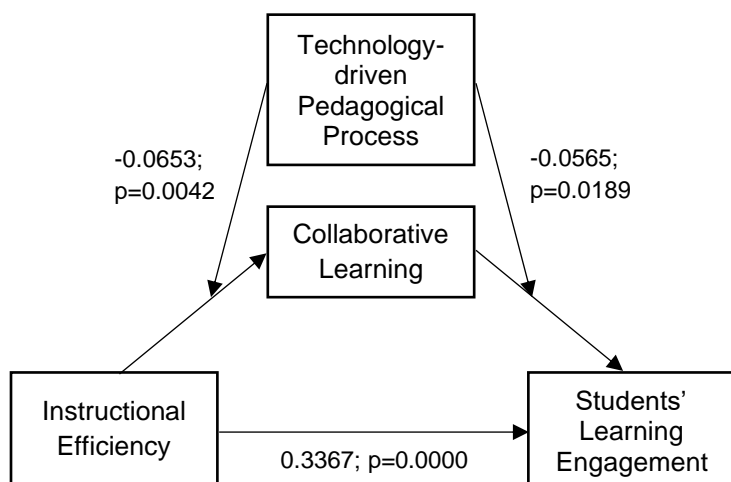 Technology-
driven
Pedagogical
Process
-0.0653;
p=0.0042
-0.0565;
p=0.0189
Collaborative
Learning
Instructional
Efficiency
Students’
Learning
Engagement
0.3367; p=0.0000